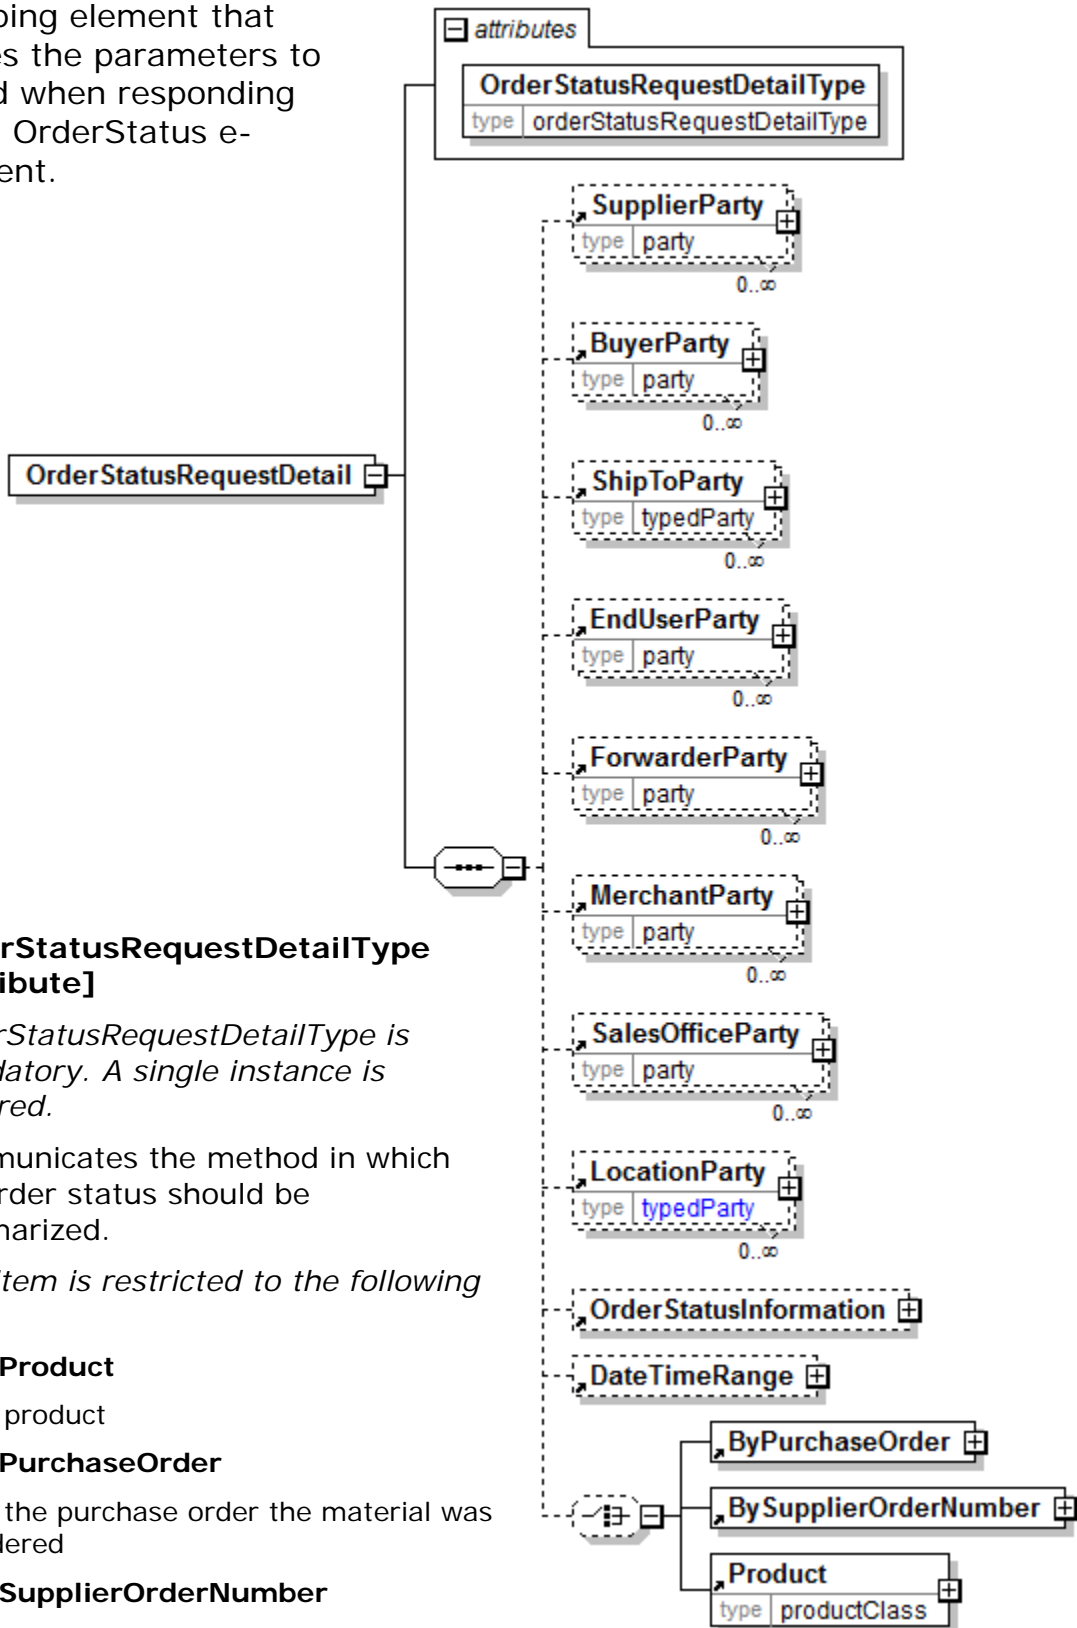 ping element that
es the parameters to
d when responding
OrderStatus e-
ent.
attributes
OrderStatusRequestDetailType
type orderStatusRequestDetailType
SupplierParty
type party
0..∞
BuyerParty
type party
0..∞
OrderStatusRequestDetail
ShipToParty
type typedParty
0..∞
EndUserParty
type party
0..∞
ForwarderParty
type party
0..∞
MerchantParty
type party
0..∞
SalesOfficeParty
type party
0..∞
LocationParty
type typedParty
0..∞
OrderStatusInformation
DateTimeRange
ByPurchaseOrder
BySupplierOrderNumber
Product
type productClass
rStatusRequestDetailType
ibute]
rStatusRequestDetailType is
datory. A single instance is
red.
municates the method in which
rder status should be
marized.
Item is restricted to the following
Product
product
PurchaseOrder
the purchase order the material was
dered
SupplierOrderNumber